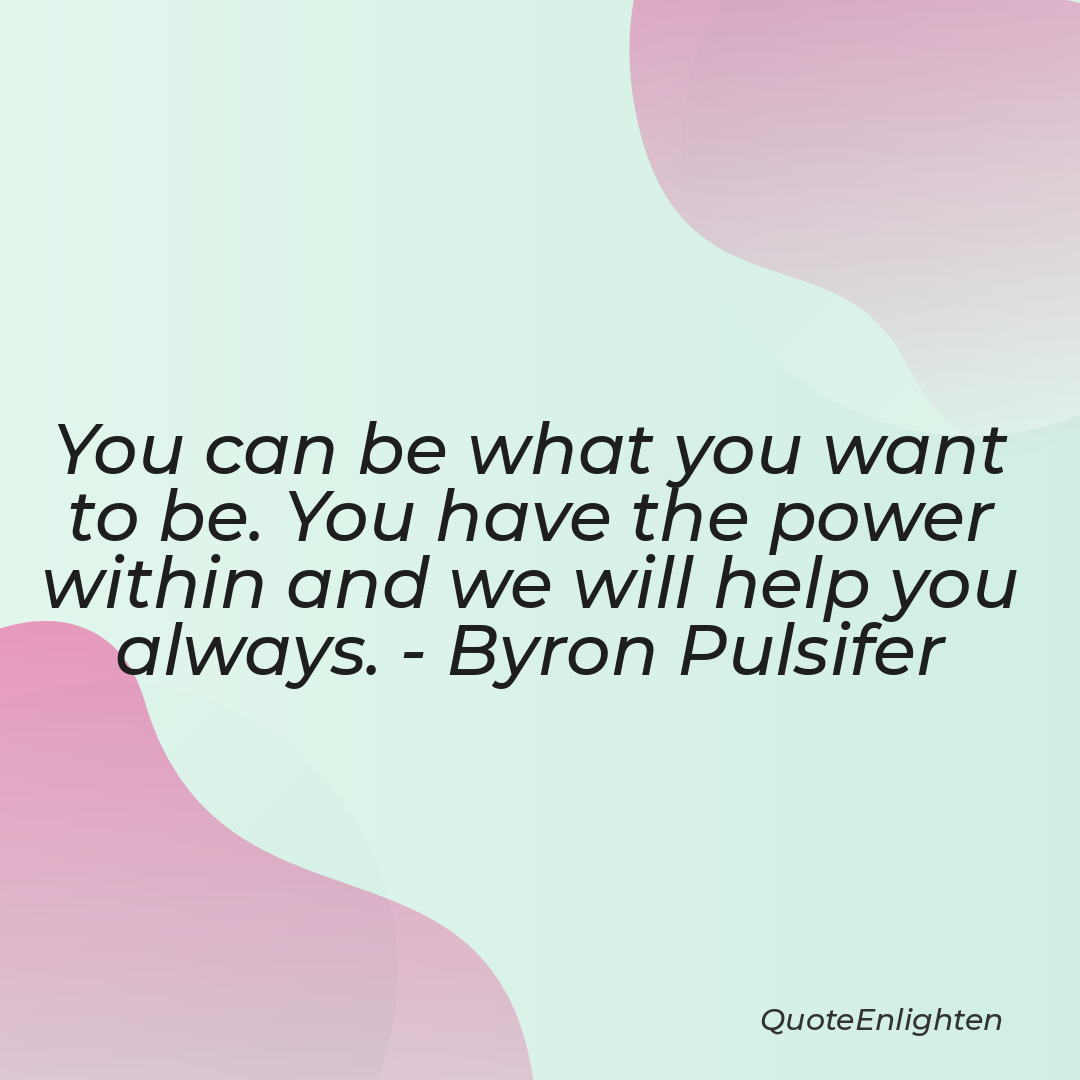 You can be what you want
to be. You have the power
within and we will help you
always. - Byron Pulsifer
QuoteEnlighten